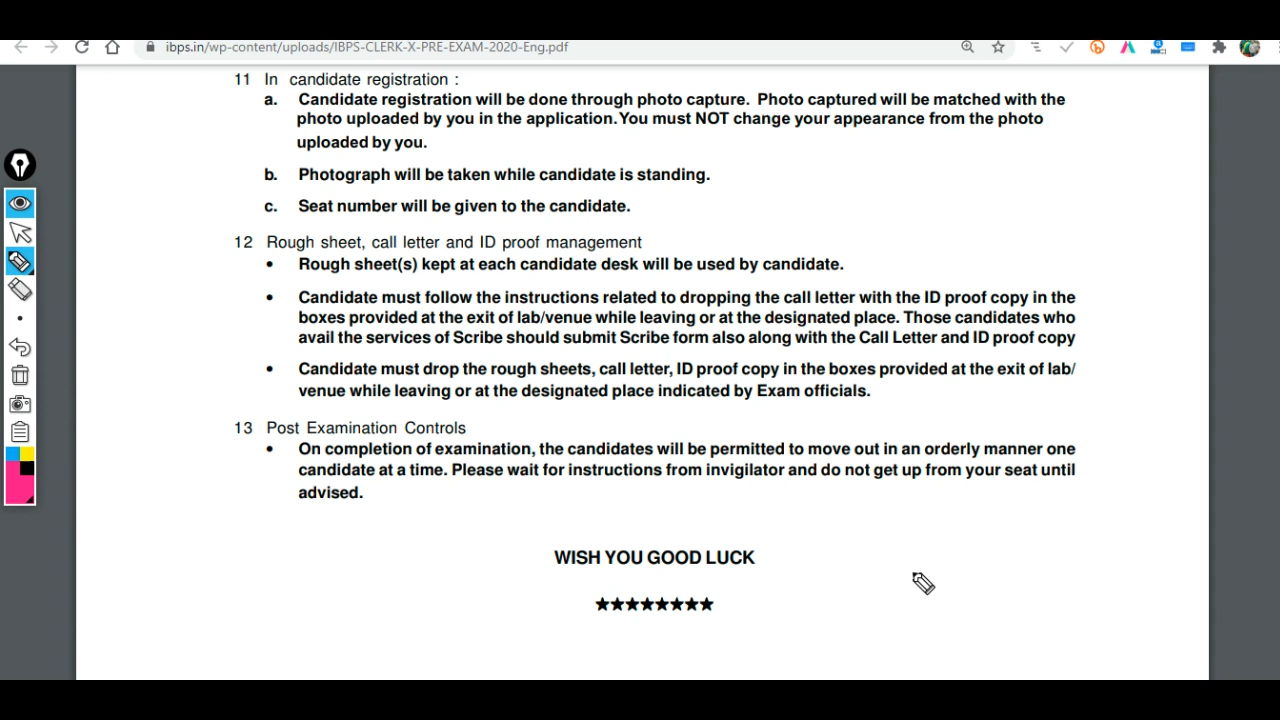 ibps.in/wp-content/uploads/IBPS-CLERK-X-PRE-EXAM-2020-Eng.pdf
11 In candidate registration :
a. Candidate registration will be done through photo capture. Photo captured will be matched with the
photo uploaded by you in the application.You must NOT change your appearance from the photo
uploaded by you.
b. Photograph will be taken while candidate is standing.
c. Seat number will be given to the candidate.
12 Rough sheet, call letter and ID proof management
• Rough sheet(s) kept at each candidate desk will be used by candidate.
• Candidate must follow the instructions related to dropping the call letter with the ID proof copy in the
boxes provided at the exit of lab/venue while leaving or at the designated place. Those candidates who
avail the services of Scribe should submit Scribe form also along with the Call Letter and ID proof copy
• Candidate must drop the rough sheets, call letter, ID proof copy in the boxes provided at the exit of lab/
venue while leaving or at the designated place indicated by Exam officials.
13 Post Examination Controls
• On completion of examination, the candidates will be permitted to move out in an orderly manner one
candidate at a time. Please wait for instructions from invigilator and do not get up from your seat until
advised.
WISH YOU GOOD LUCK
★★★★★★★★